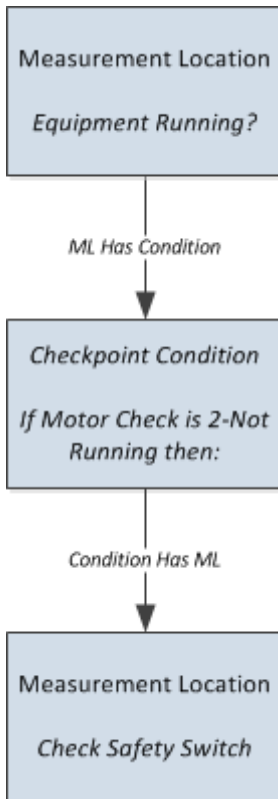 Measurement Location
Equipment Running?
ML Has Condition
Checkpoint Condition
If Motor Check is 2-Not
Running then:
Condition Has ML
Measurement Location
Check Safety Switch